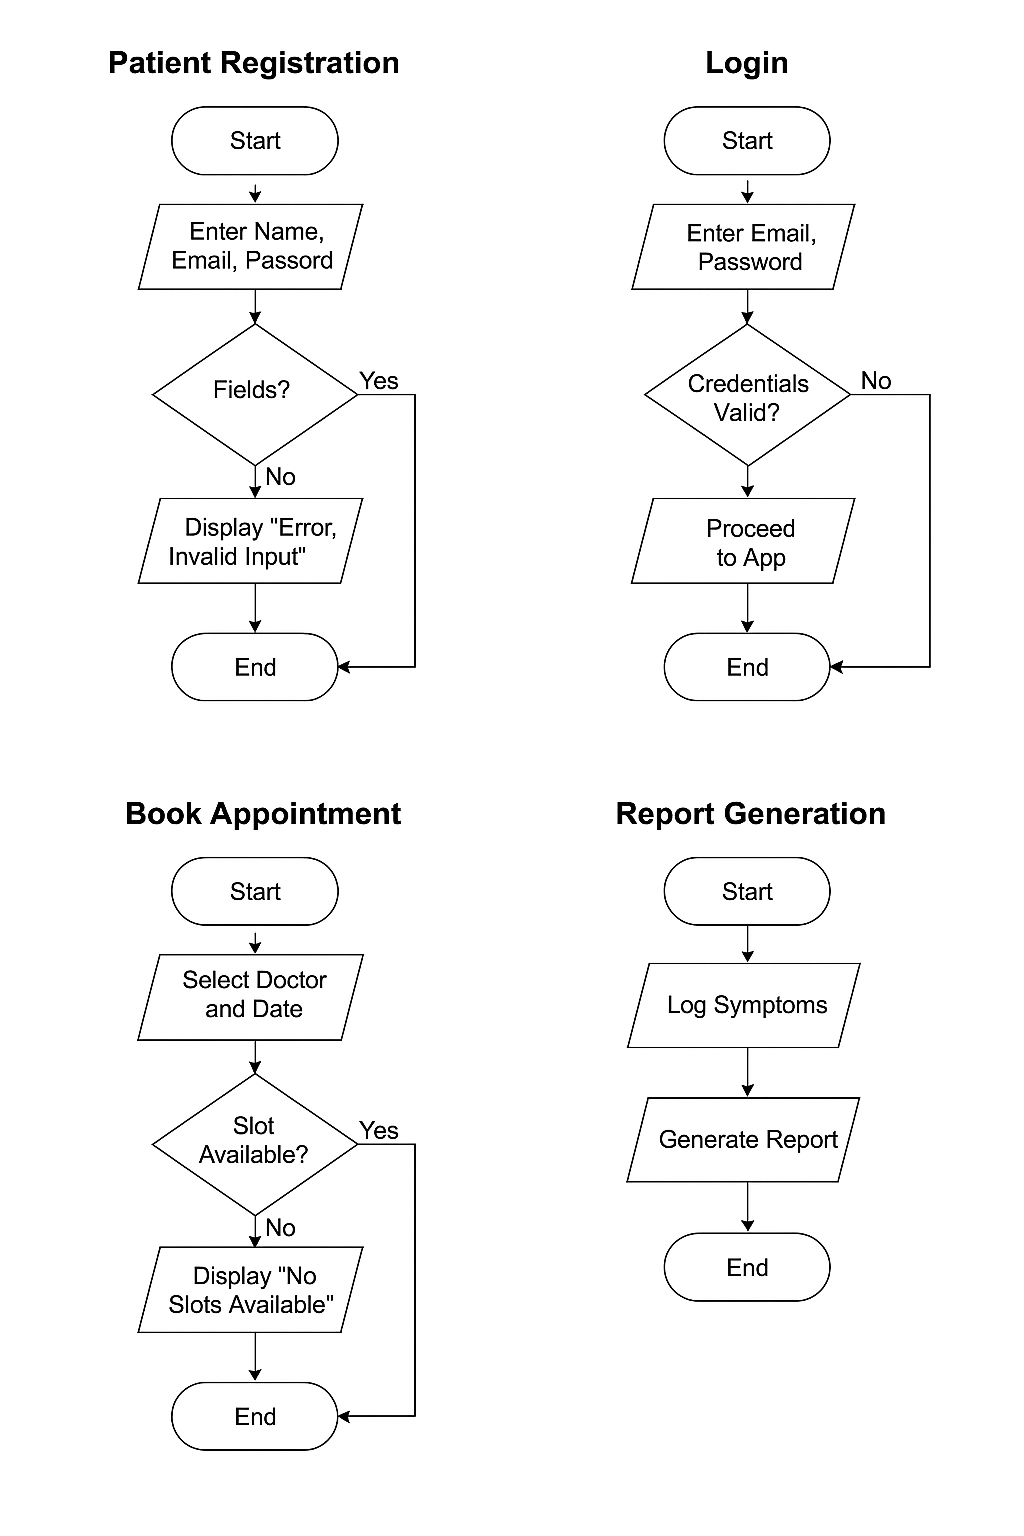 Patient Registration
Start
Enter Name,
Email, Passord
Fields?
Yes
No
Display "Error,
Invalid Input"
End
Login
Start
Enter Email,
Password
Credentials
Valid?
No
Proceed
to App
End
Book Appointment
Start
Select Doctor
and Date
Slot
Available?
Yes
No
Display "No
Slots Available"
End
Report Generation
Start
Log Symptoms
Generate Report
End